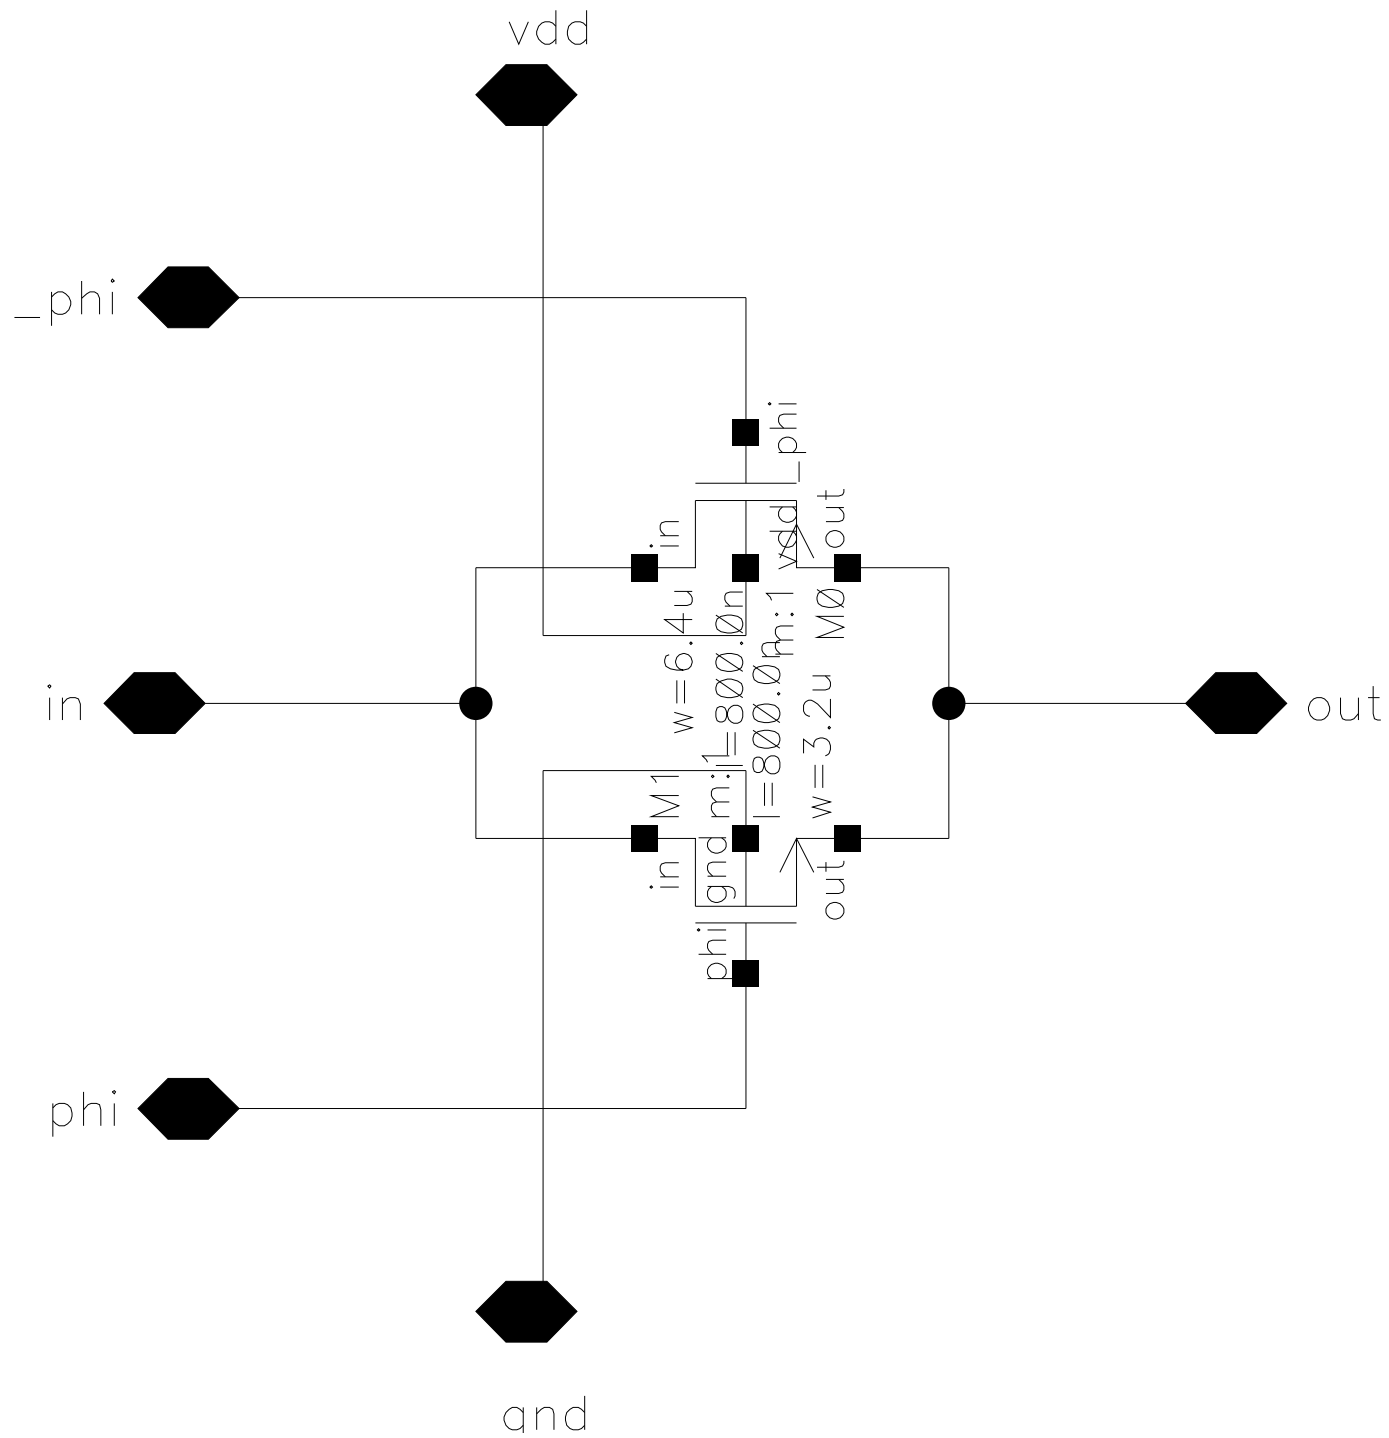 vdd
_phi
_phi
in
vdd
out
w=6.4u
l=800.0n
m:1
M0
in
out
M1
m:1
l=800.0n
w=3.2u
in
gnd
out
phi
phi
gnd